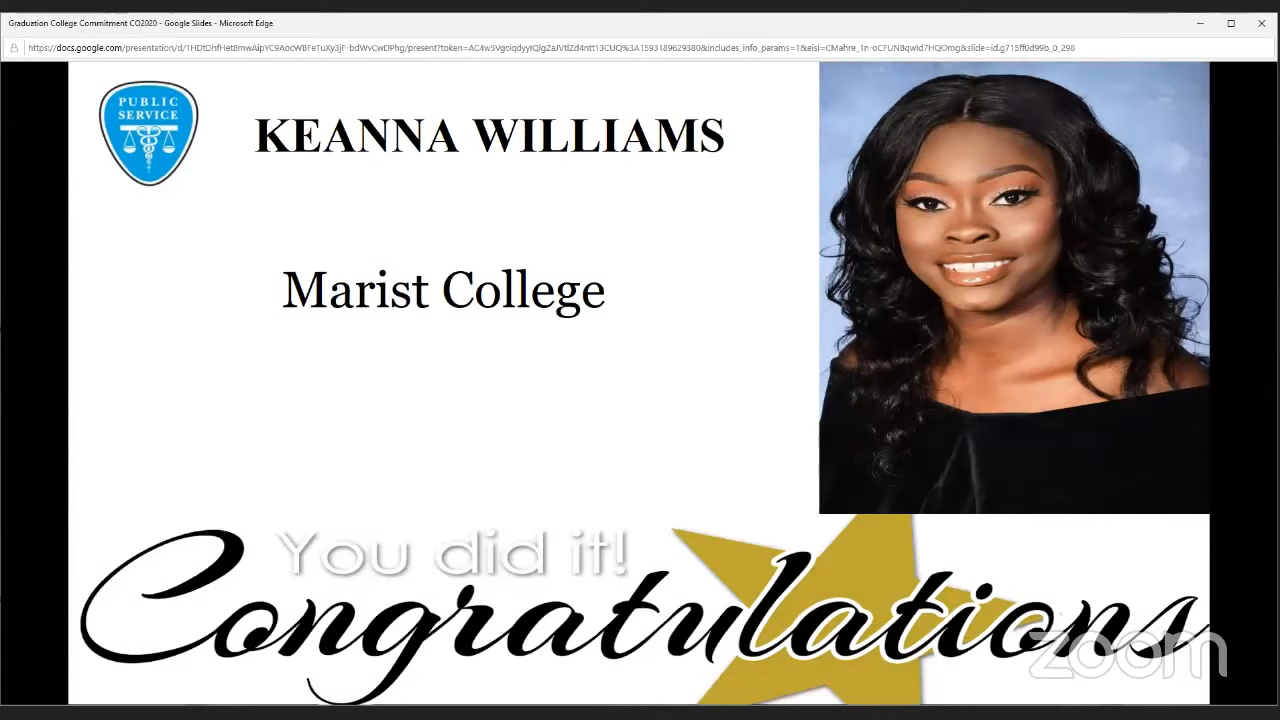 Graduation College Commitment CO2020 - Google Slides - Microsoft Edge
PUBLIC
SERVICE
KEANNA WILLIAMS
Marist College
You did it!
Congratulations
zoom